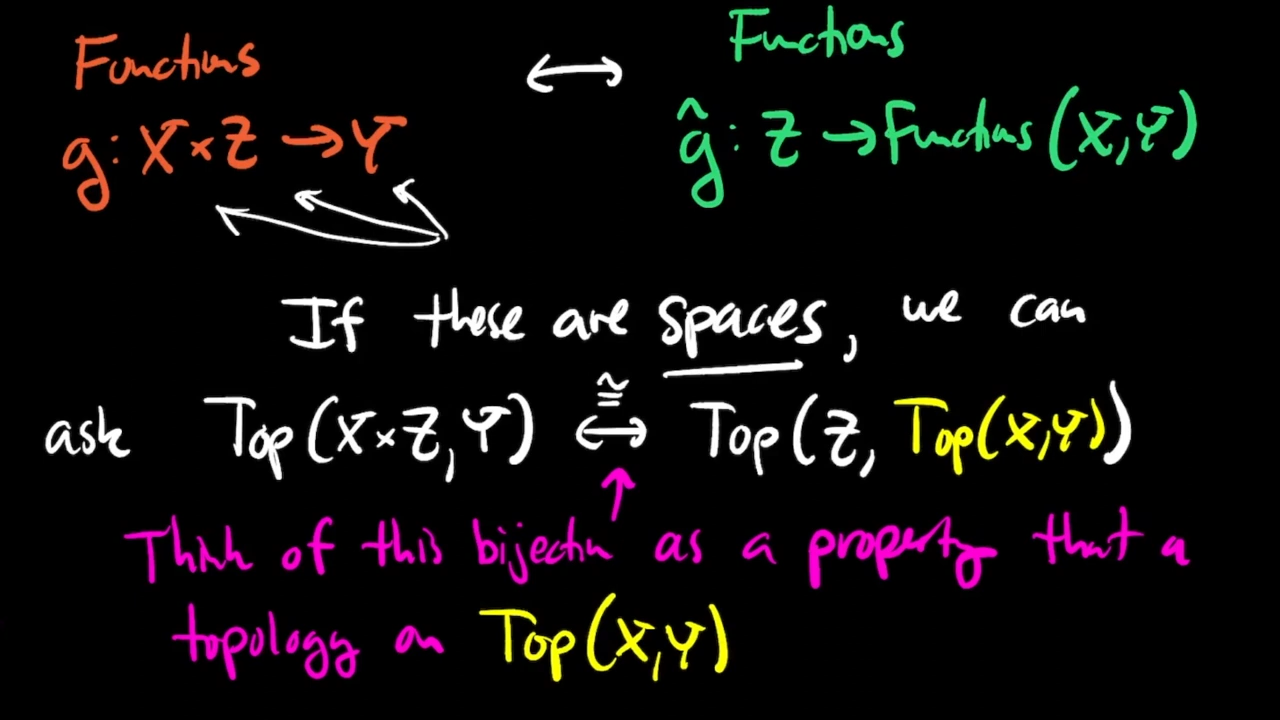 Functions ↔ Functions
g: X×Z → Y ĝ: Z → Functions (X,Y)
If these are spaces, we can
ask Top(X×Z, Y) ≅ ↔ Top(Z, Top(X,Y))
Think of this bijectin as a property that a
topology on Top(X,Y)